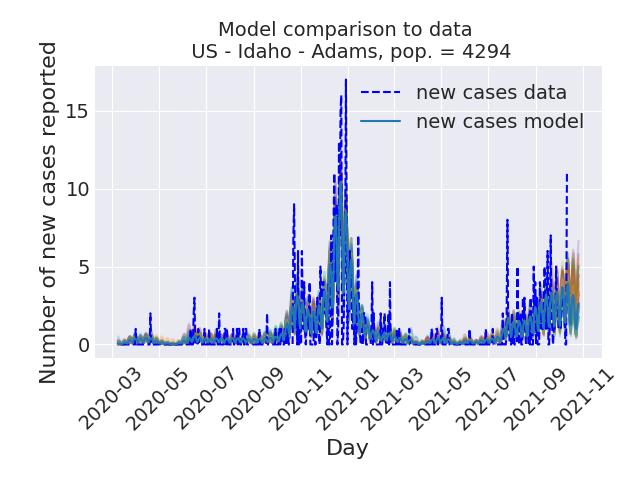 Model comparison to data
US - Idaho - Adams, pop. = 4294
new cases data
new cases model
Number of new cases reported
15
10
5
0
2020-03
2020-05
2020-07
2020-09
2020-11
2021-01
2021-03
2021-05
2021-07
2021-09
2021-11
Day